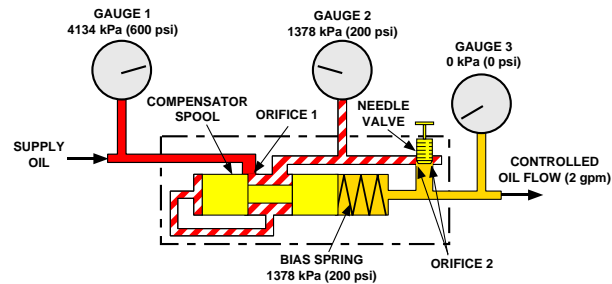 GAUGE 1
4134 kPa (600 psi)
GAUGE 2
1378 kPa (200 psi)
GAUGE 3
0 kPa (0 psi)
COMPENSATOR
SPOOL
ORIFICE 1
NEEDLE
VALVE
SUPPLY
OIL
CONTROLLED
OIL FLOW (2 gpm)
BIAS SPRING
1378 kPa (200 psi)
ORIFICE 2